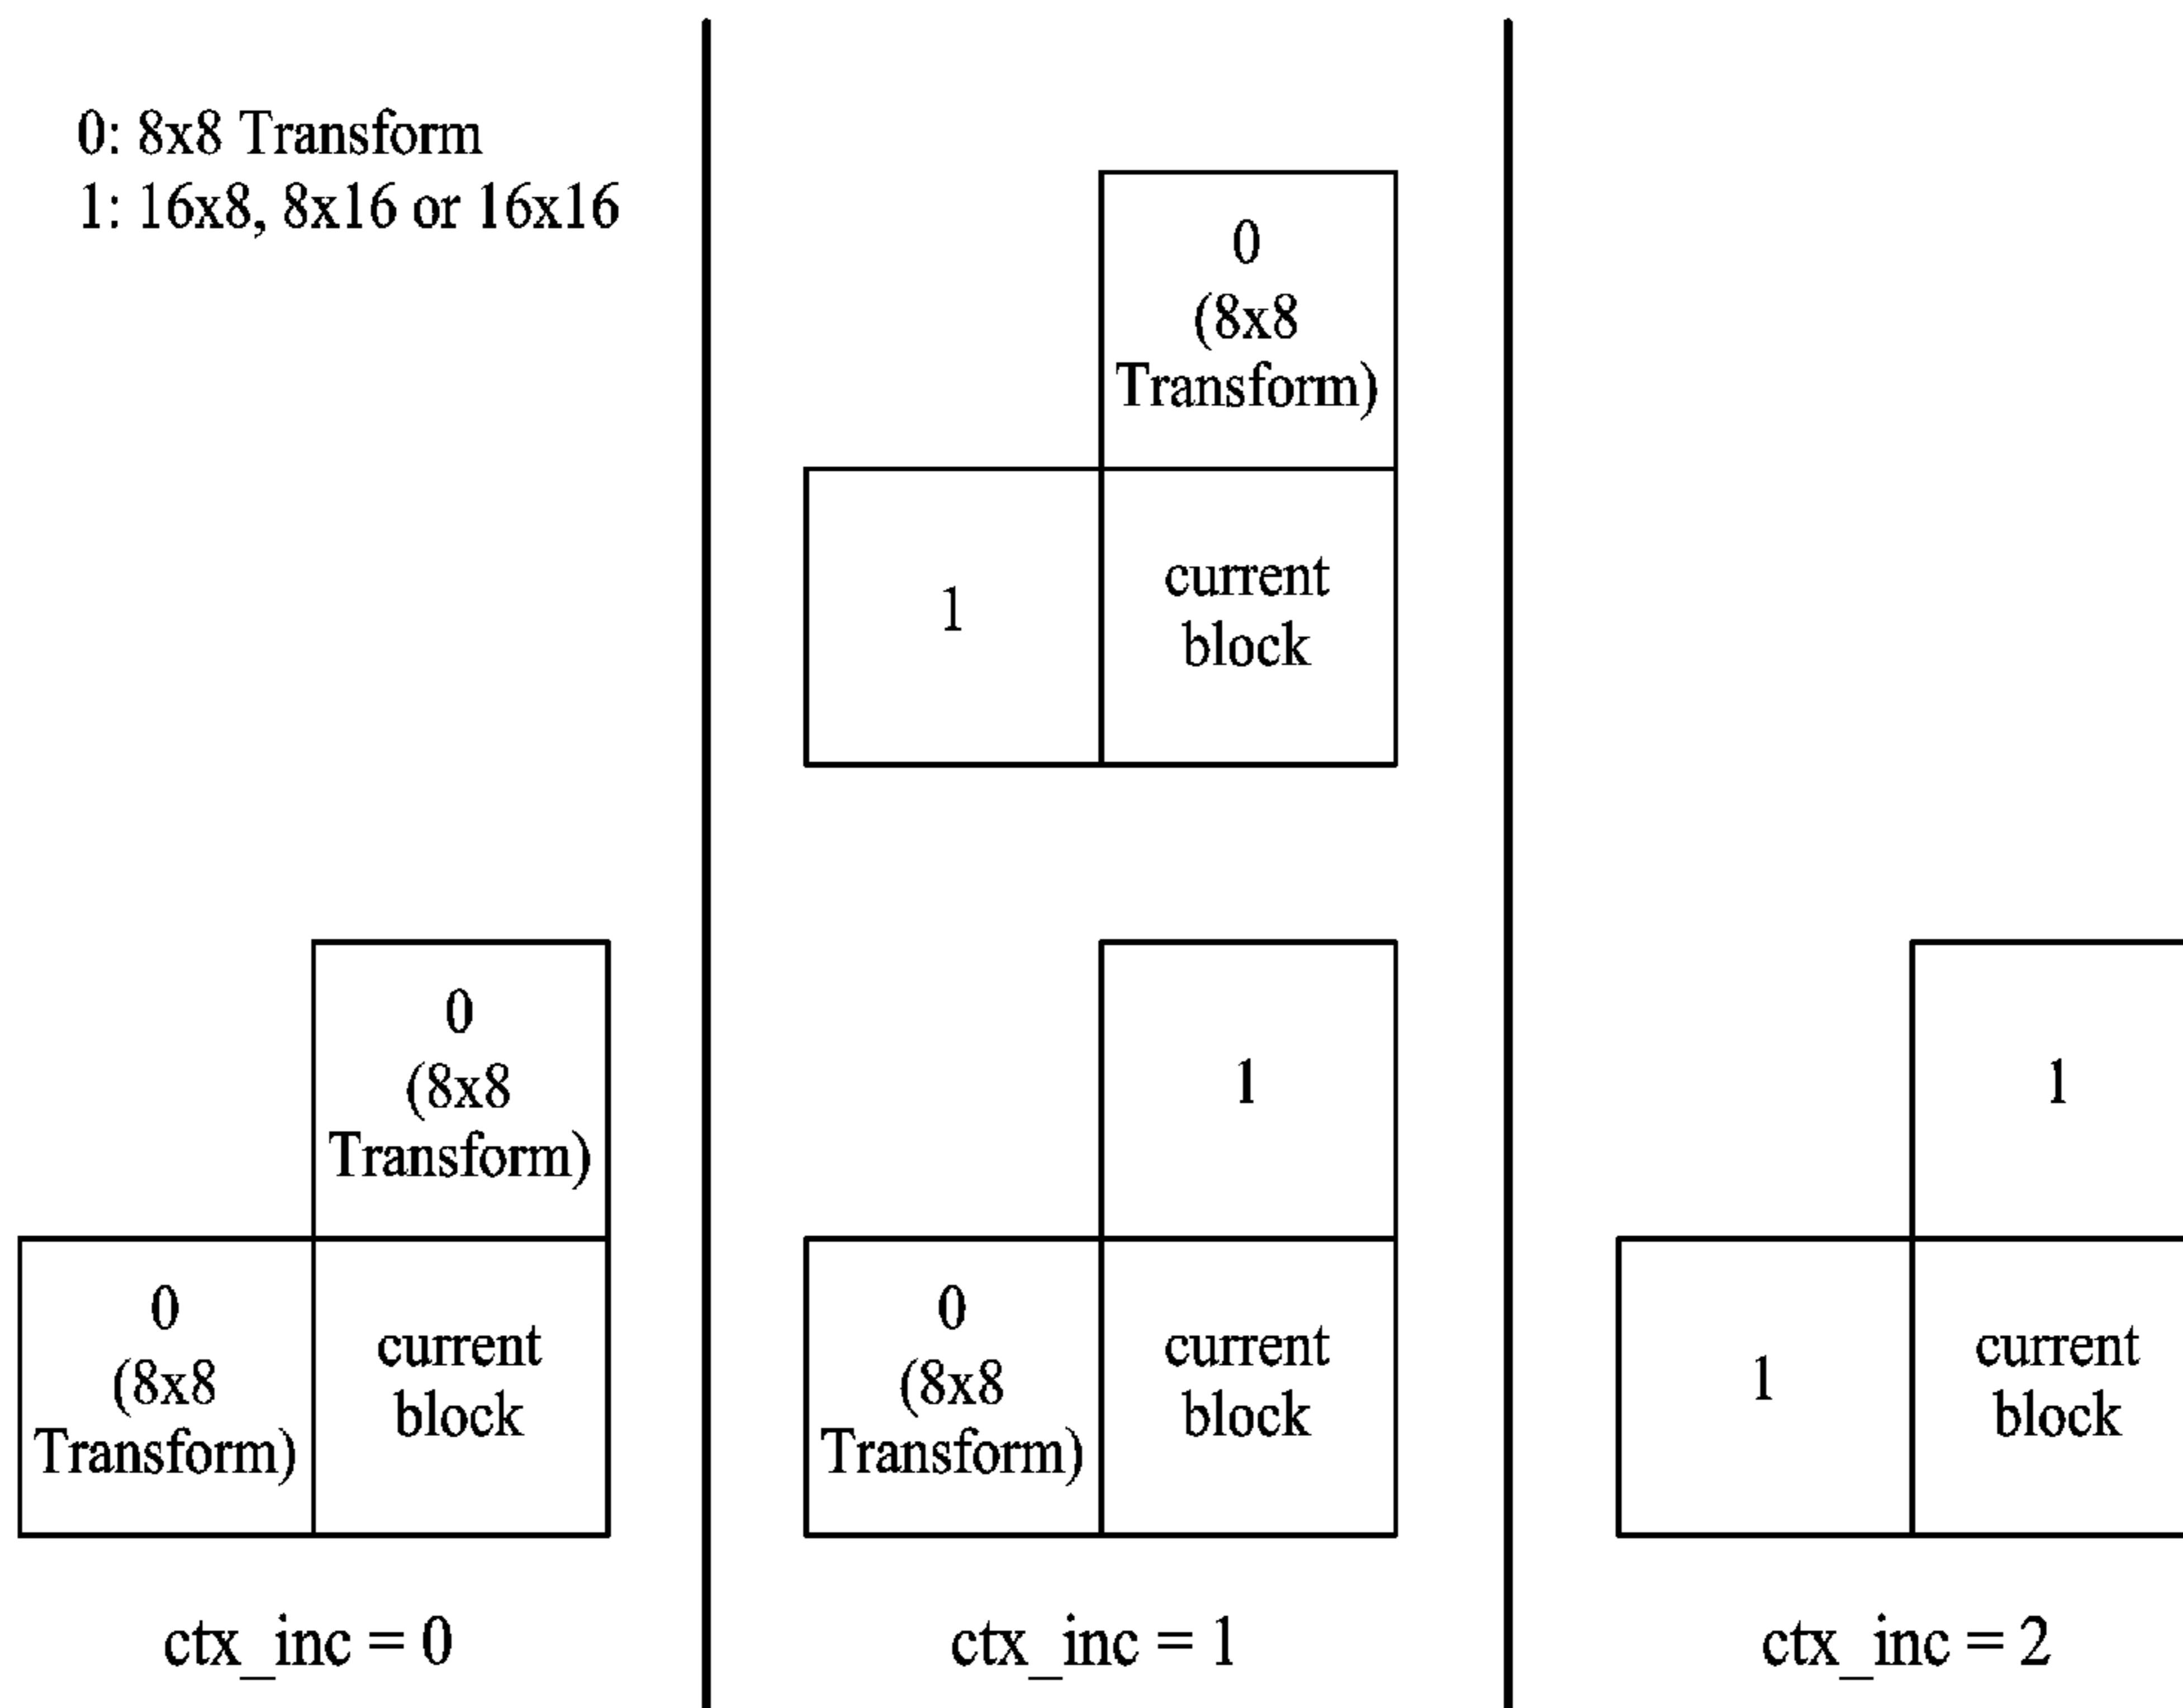 0: 8x8 Transform
1: 16x8, 8x16 or 16x16
0
(8x8
Transform)
0
(8x8
Transform)
current
block
ctx_inc = 0
0
(8x8
Transform)
1
current
block
1
0
(8x8
Transform)
current
block
ctx_inc = 1
1
1
current
block
ctx_inc = 2